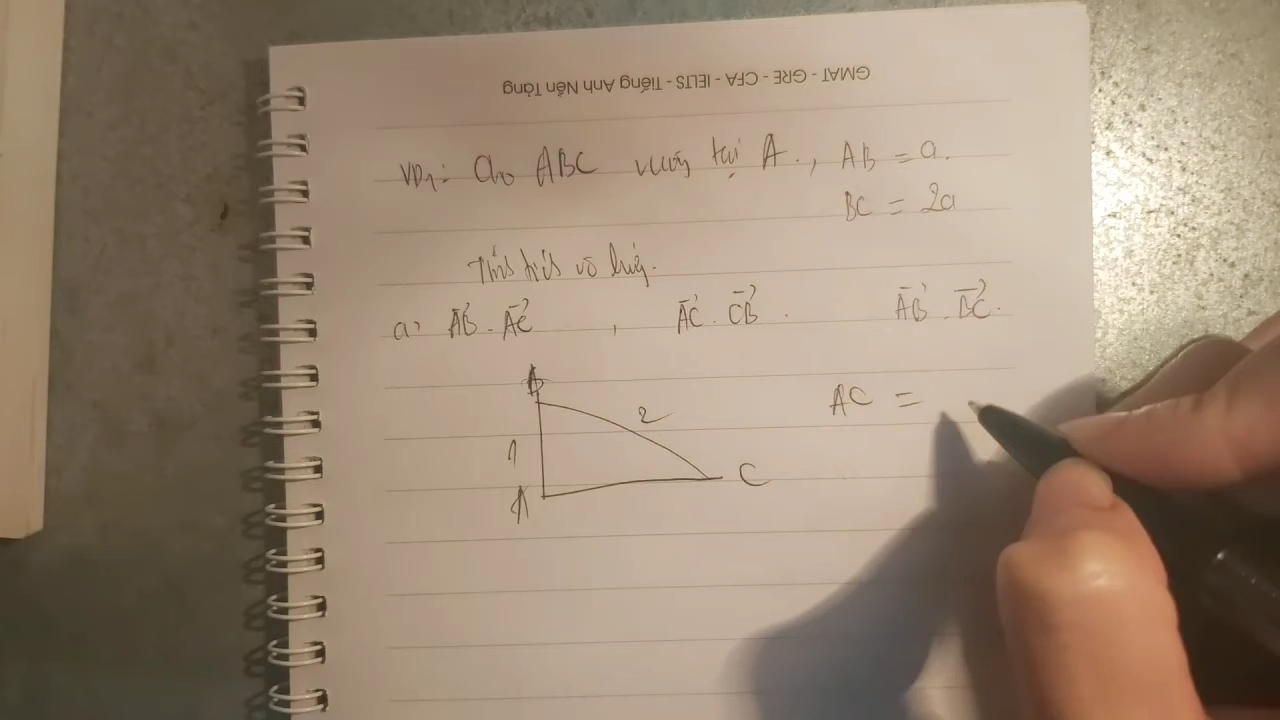 GMAT - GRE - CFA - IELTS - Tiếng Anh Nền Tảng
VD1: Cho ABC vuông tại A., AB = a.
BC = 2a
Tính tích vô hướng.
a) AB→ . AC→ , AC→ . CB→ . AB→ . BC→.
B
2
AC =
1
C
A